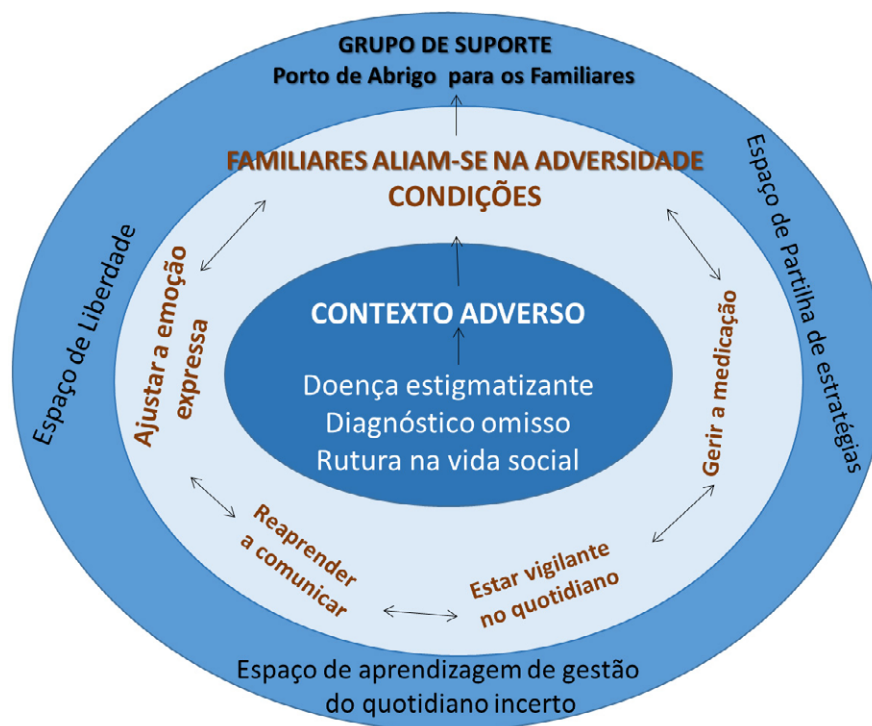 GRUPO DE SUPORTE
Porto de Abrigo para os Familiares
FAMILIARES ALIAM-SE NA ADVERSIDADE
CONDIÇÕES
CONTEXTO ADVERSO
Doença estigmatizante
Diagnóstico omisso
Rutura na vida social
Espaço de Liberdade
Ajustar a emoção
expressa
Gerir a medicação
Espaço de Partilha de estratégias
Reaprender
a comunicar
Estar vigilante
no quotidiano
Espaço de aprendizagem de gestão
do quotidiano incerto